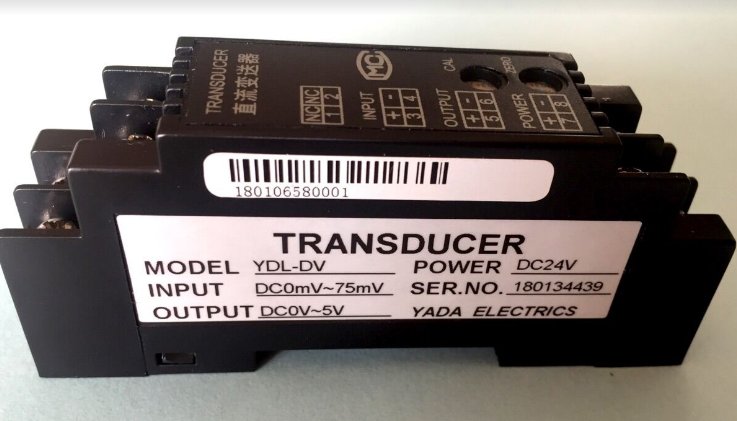 TRANSDUCER
直流变送器
NC NC
1 2
INPUT
+ -
3 4
MC
OUTPUT
+ -
5 6
CAL
ZERO
POWER
+ -
7 8
180106580001
TRANSDUCER
MODEL YDL-DV POWER DC24V
INPUT DC0mV~75mV SER.NO. 180134439
OUTPUT DC0V~5V YADA ELECTRICS